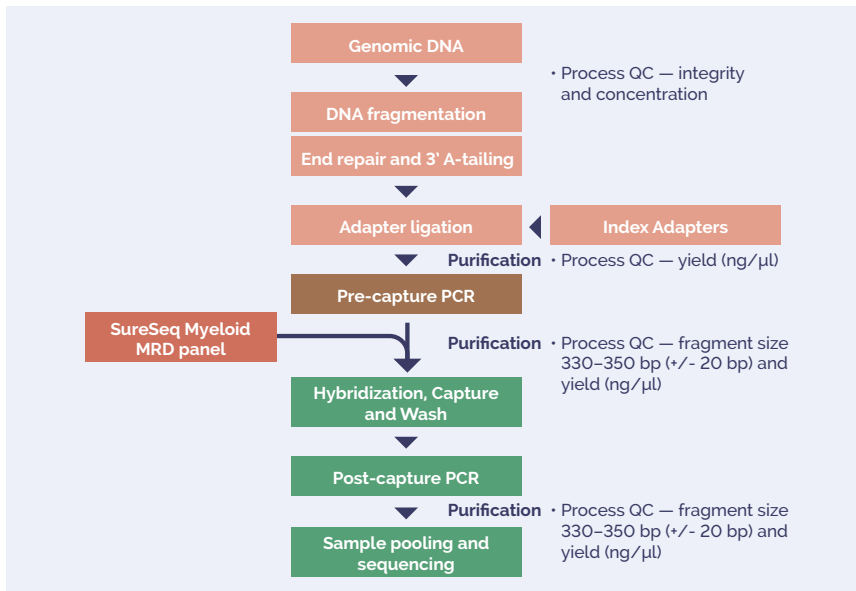 Genomic DNA
• Process QC — integrity
and concentration
DNA fragmentation
End repair and 3’ A-tailing
Adapter ligation
Index Adapters
Purification • Process QC — yield (ng/µl)
Pre-capture PCR
SureSeq Myeloid
MRD panel
Purification • Process QC — fragment size
330–350 bp (+/- 20 bp) and
yield (ng/µl)
Hybridization, Capture
and Wash
Post-capture PCR
Purification • Process QC — fragment size
330–350 bp (+/- 20 bp) and
yield (ng/µl)
Sample pooling and
sequencing